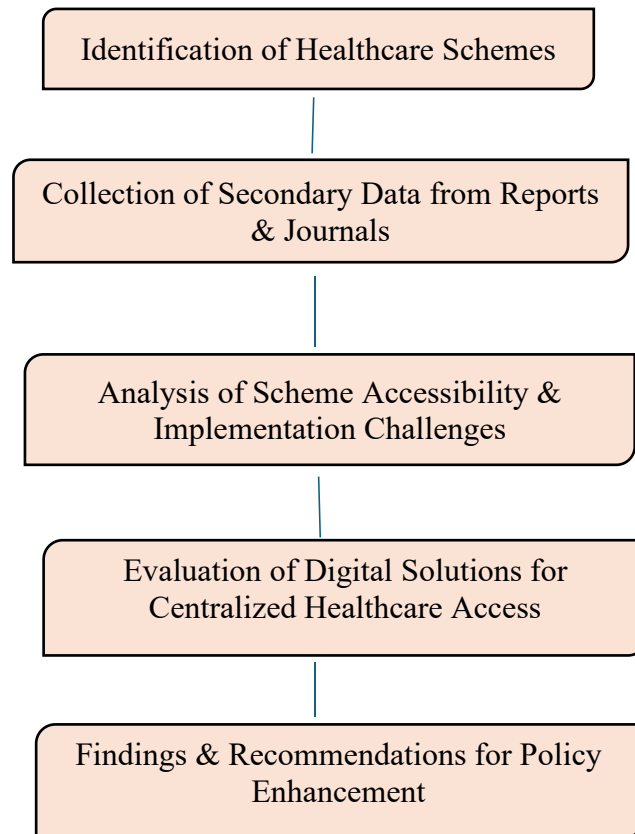 Identification of Healthcare Schemes
Collection of Secondary Data from Reports
& Journals
Analysis of Scheme Accessibility &
Implementation Challenges
Evaluation of Digital Solutions for
Centralized Healthcare Access
Findings & Recommendations for Policy
Enhancement